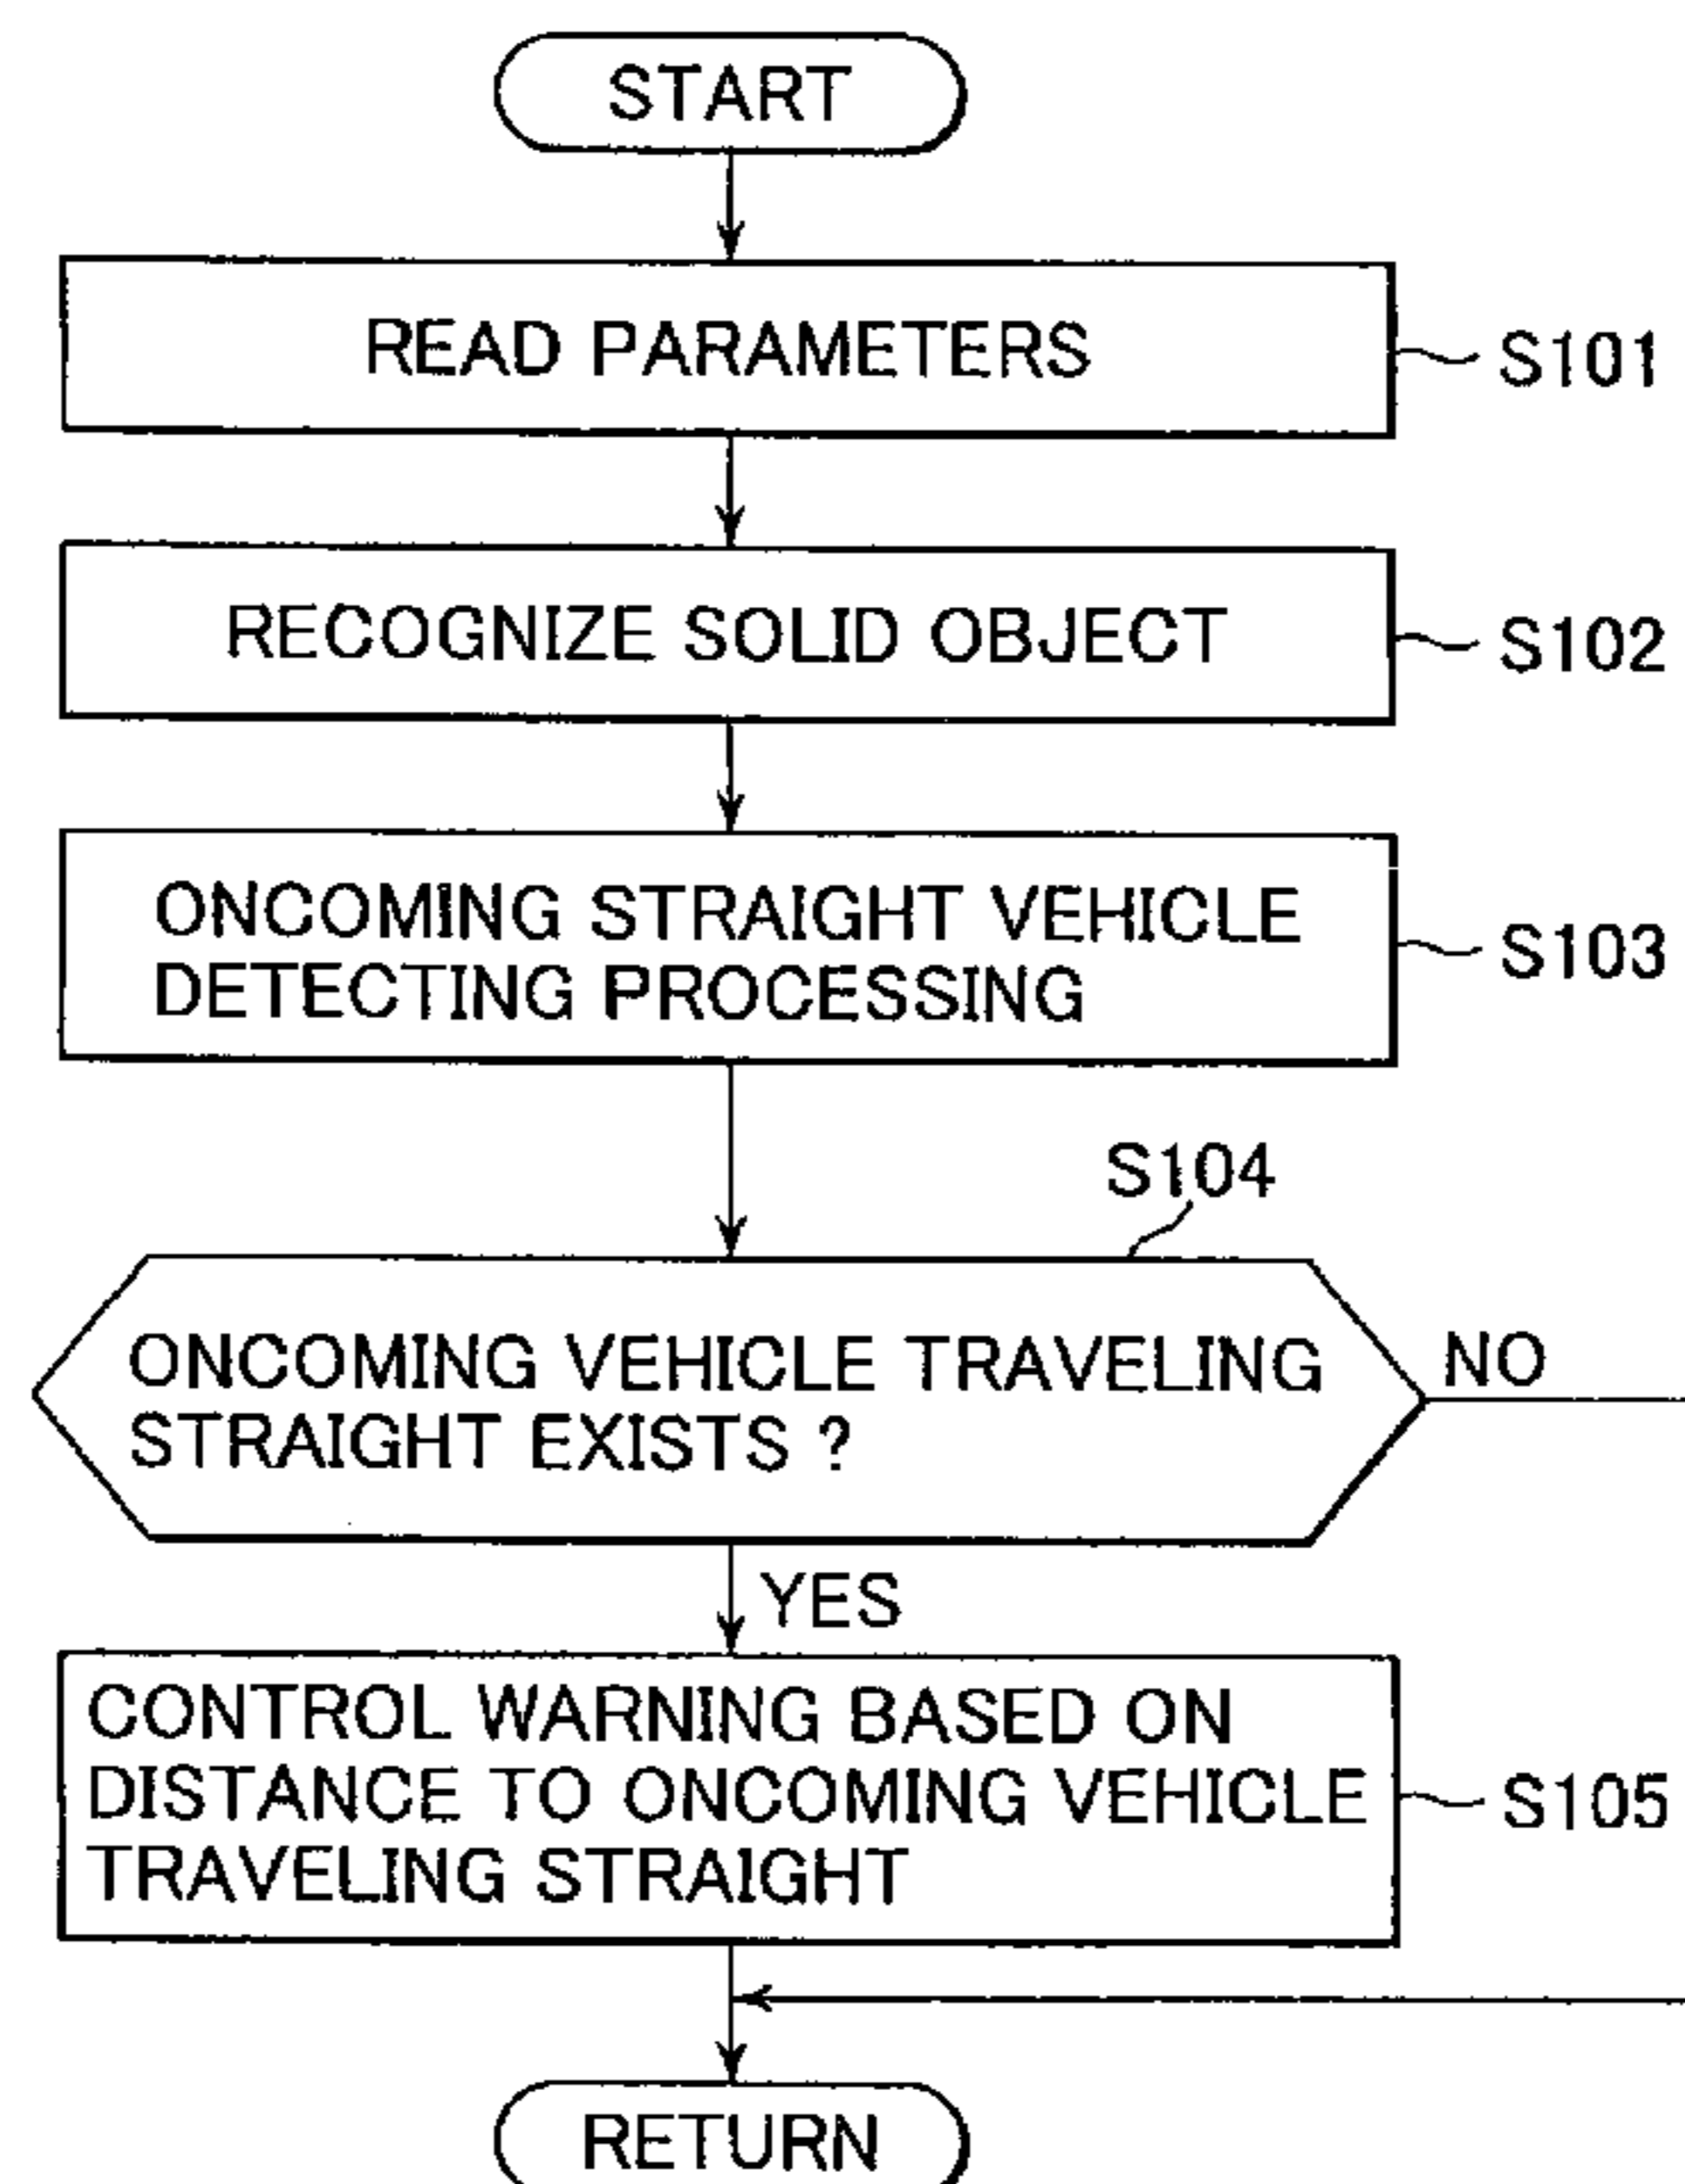 START
READ PARAMETERS
S101
RECOGNIZE SOLID OBJECT
S102
ONCOMING STRAIGHT VEHICLE
DETECTING PROCESSING
S103
S104
ONCOMING VEHICLE TRAVELING
STRAIGHT EXISTS ?
NO
YES
CONTROL WARNING BASED ON
DISTANCE TO ONCOMING VEHICLE
TRAVELING STRAIGHT
S105
RETURN